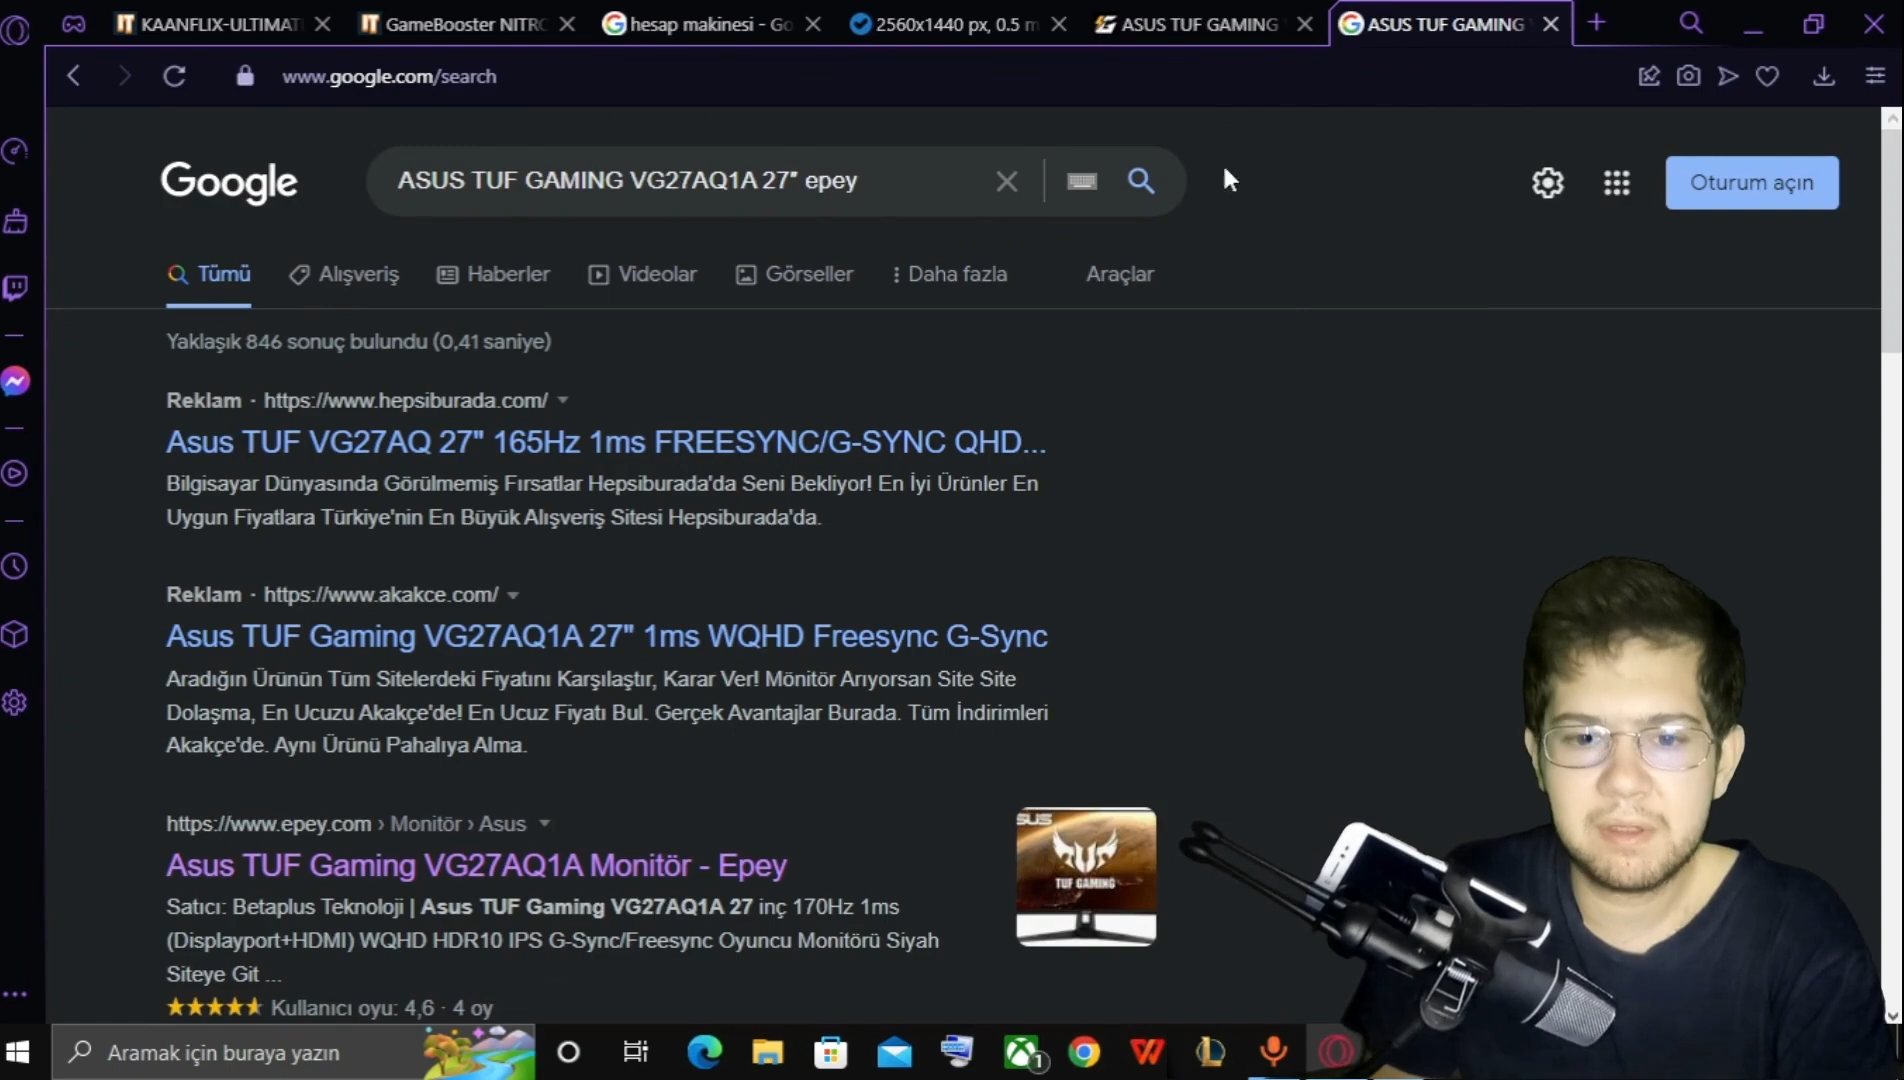 KAANFLIX-ULTIMATI
GameBooster NITRO
hesap makinesi - Go
2560x1440 px, 0.5 m
ASUS TUF GAMING
ASUS TUF GAMING
www.google.com/search
Google
ASUS TUF GAMING VG27AQ1A 27" epey
Oturum açın
Tümü
Alışveriş
Haberler
Videolar
Görseller
Daha fazla
Araçlar
Yaklaşık 846 sonuç bulundu (0,41 saniye)
Reklam · https://www.hepsiburada.com/
Asus TUF VG27AQ 27" 165Hz 1ms FREESYNC/G-SYNC QHD...
Bilgisayar Dünyasında Görülmemiş Fırsatlar Hepsiburada'da Seni Bekliyor! En İyi Ürünler En
Uygun Fiyatlara Türkiye'nin En Büyük Alışveriş Sitesi Hepsiburada'da.
Reklam · https://www.akakce.com/
Asus TUF Gaming VG27AQ1A 27" 1ms WQHD Freesync G-Sync
Aradığın Ürünün Tüm Sitelerdeki Fiyatını Karşılaştır, Karar Ver! Mönitör Arıyorsan Site Site
Dolaşma, En Ucuzu Akakçe'de! En Ucuz Fiyatı Bul. Gerçek Avantajlar Burada. Tüm İndirimleri
Akakçe'de. Aynı Ürünü Pahalıya Alma.
https://www.epey.com › Monitör › Asus
Asus TUF Gaming VG27AQ1A Monitör - Epey
Satıcı: Betaplus Teknoloji | Asus TUF Gaming VG27AQ1A 27 inç 170Hz 1ms
(Displayport+HDMI) WQHD HDR10 IPS G-Sync/Freesync Oyuncu Monitörü Siyah
Siteye Git ...
Kullanıcı oyu: 4,6 · 4 oy
SUS
TUF GAMING
Aramak için buraya yazın
1